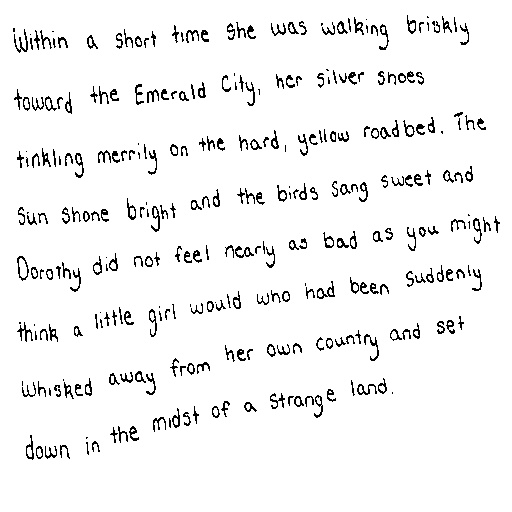 Within a short time she was walking briskly
toward the Emerald City, her silver shoes
tinkling merrily on the hard, yellow roadbed. The
sun shone bright and the birds sang sweet and
Dorothy did not feel nearly as bad as you might
think a little girl would who had been suddenly
whisked away from her own country and set
down in the midst of a strange land.